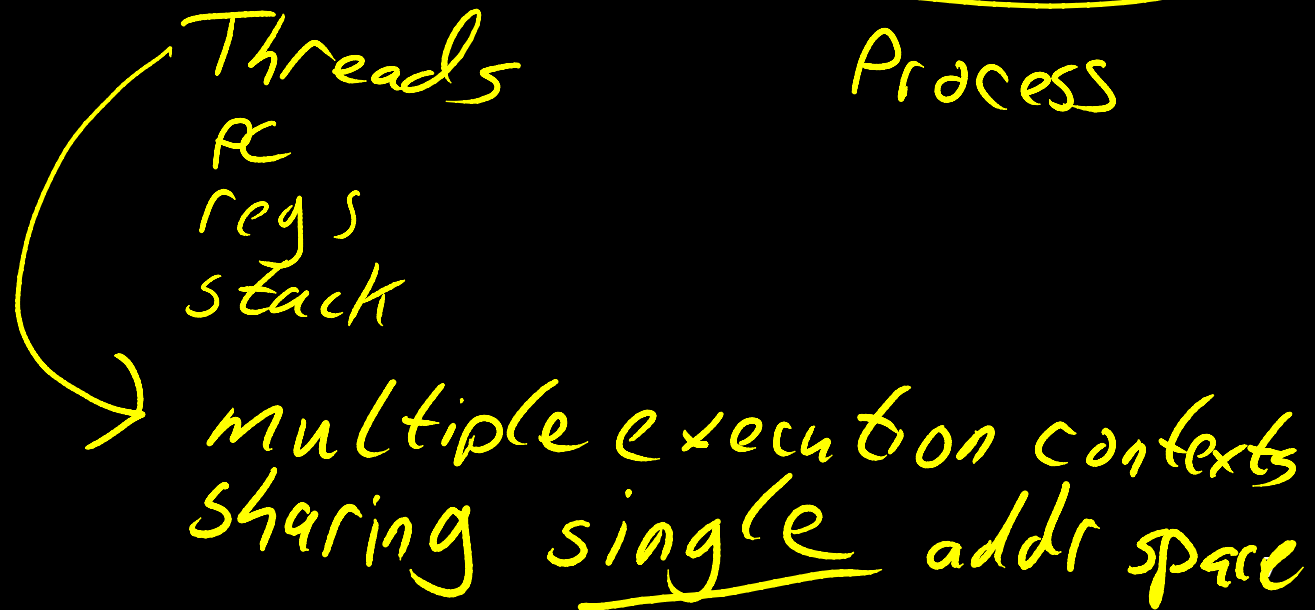 Threads Process
PC
regs
stack
multiple execution contexts
sharing single addr space